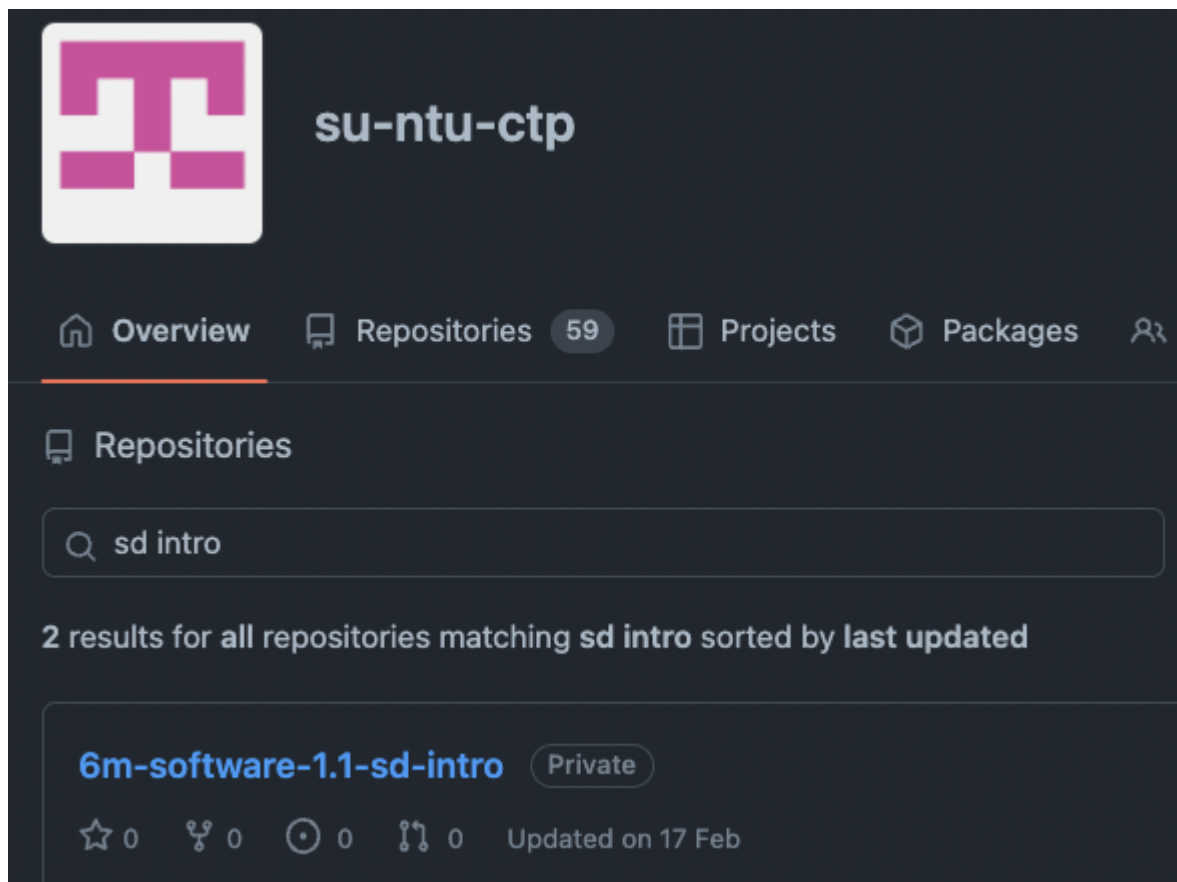 su-ntu-ctp
Overview Repositories 59 Projects Packages
Repositories
sd intro
2 results for all repositories matching sd intro sorted by last updated
6m-software-1.1-sd-intro Private
0 0 0 0 Updated on 17 Feb